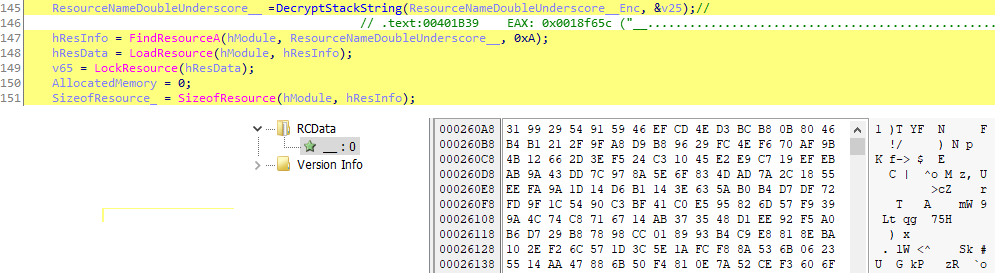 145 ResourceNameDoubleUnderscore__ =DecryptStackString(ResourceNameDoubleUnderscore__Enc, &v25);//
146 // .text:00401B39    EAX: 0x0018f65c ("__..................................................
147 hResInfo = FindResourceA(hModule, ResourceNameDoubleUnderscore__, 0xA);
148 hResData = LoadResource(hModule, hResInfo);
149 v65 = LockResource(hResData);
150 AllocatedMemory = 0;
151 SizeofResource_ = SizeofResource(hModule, hResInfo);
RCData
__ : 0
Version Info
000260A8 31 99 29 54 91 59 46 EF CD 4E D3 BC B8 0B 80 46 1 )T YF N F
000260B8 B4 B1 21 2F 9F A8 D9 B8 96 29 FC 4E F6 70 AF 9B !/ ) N p
000260C8 4B 12 66 2D 3E F5 24 C3 10 45 E2 E9 C7 19 EF EB K f-> $ E
000260D8 AB 9A 43 DD 7C 97 8A 5E 6F 83 4D AD 7A 2C 18 55 C | ^o M z, U
000260E8 EE FA 9A 1D 14 D6 B1 14 3E 63 5A B0 B4 D7 DF 72 >cZ r
000260F8 FD 9F 1C 54 90 C3 BF 41 C0 E5 95 82 6D 57 F9 39 T A mW 9
00026108 9A 4C 74 C8 71 67 14 AB 37 35 48 D1 EE 92 F5 A0 Lt qg 75H
00026118 B6 D7 29 B8 78 98 CC 01 89 93 B4 C9 E8 81 8E BA ) x
00026128 10 2E F2 6C 57 1D 3C 5E 1A FC F8 8A 53 6B 06 23 . lW <^ Sk #
00026138 55 14 AA 47 88 6B 50 F4 81 0E 7A 52 CE F3 60 6F U G kP zR `o